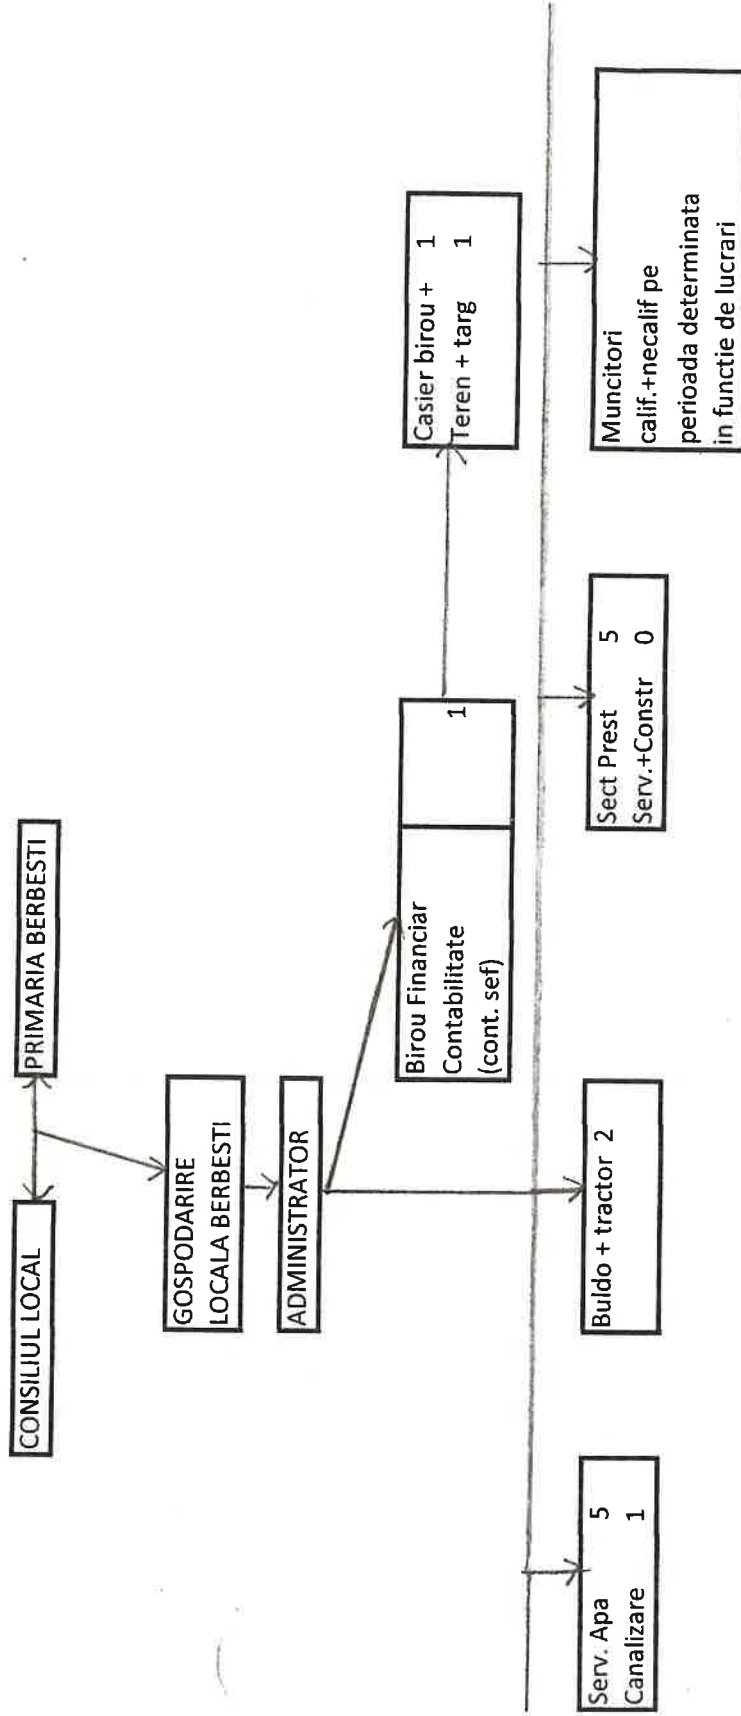 CONSILIUL LOCAL
PRIMARIA BERBESTI
GOSPODARIRE
LOCALA BERBESTI
ADMINISTRATOR
Birou Financiar
Contabilitate 1
(cont. sef)
Casier birou + 1
Teren + targ 1
Serv. Apa 5
Canalizare 1
Buldo + tractor 2
Sect Prest 5
Serv.+Constr 0
Muncitori
calif.+necalif pe
perioada determinata
in functie de lucrari